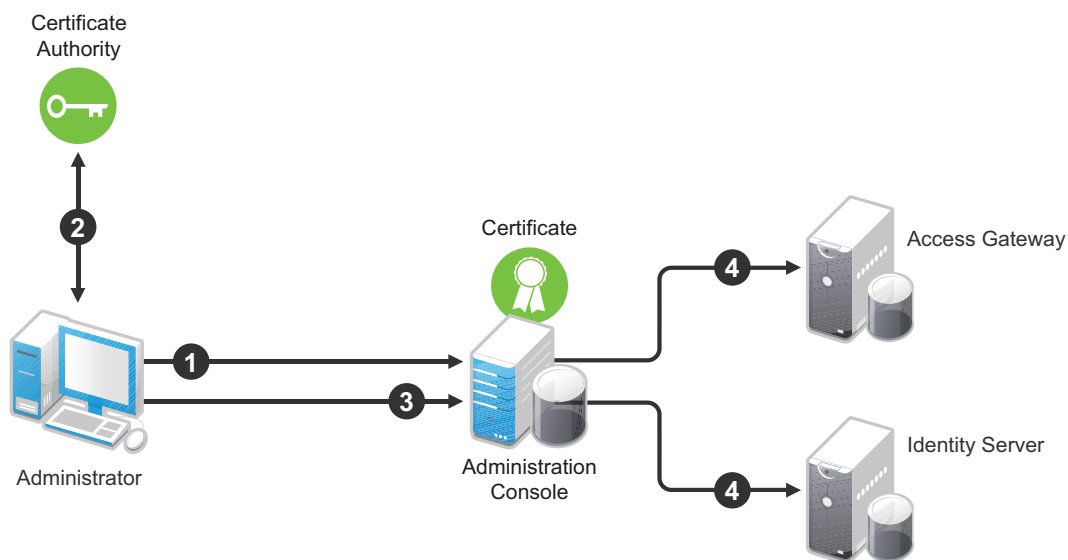 Certificate
Authority
2
Certificate
Access Gateway
4
1
3
Administrator
Administration
Console
Identity Server
4